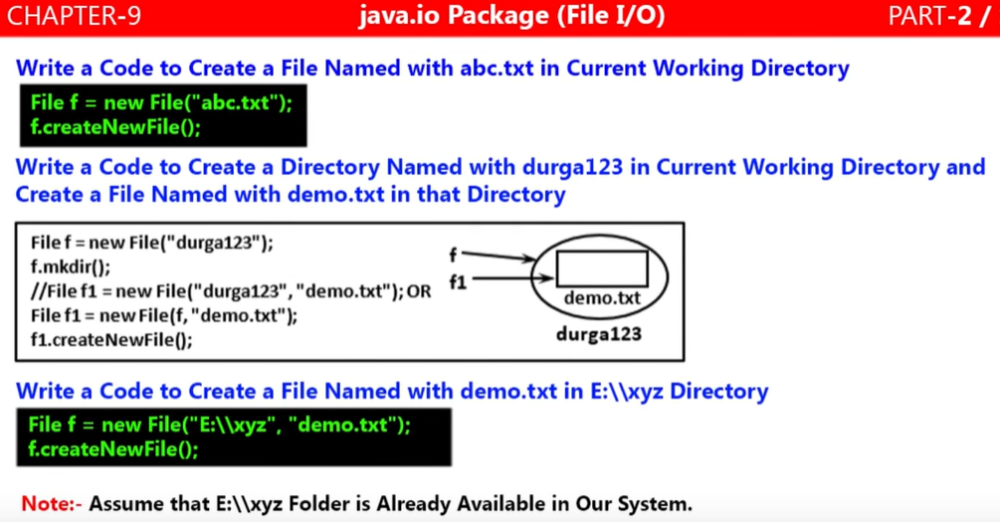 CHAPTER-9 java.io Package (File I/O) PART-2 /
Write a Code to Create a File Named with abc.txt in Current Working Directory
File f = new File("abc.txt");
f.createNewFile();
Write a Code to Create a Directory Named with durga123 in Current Working Directory and
Create a File Named with demo.txt in that Directory
File f = new File("durga123");
f.mkdir();
//File f1 = new File("durga123","demo.txt"); OR
File f1 = new File(f, "demo.txt");
f1.createNewFile();
f
f1
demo.txt
durga123
Write a Code to Create a File Named with demo.txt in E:\\xyz Directory
File f = new File("E:\\xyz", "demo.txt");
f.createNewFile();
Note:- Assume that E:\\xyz Folder is Already Available in Our System.